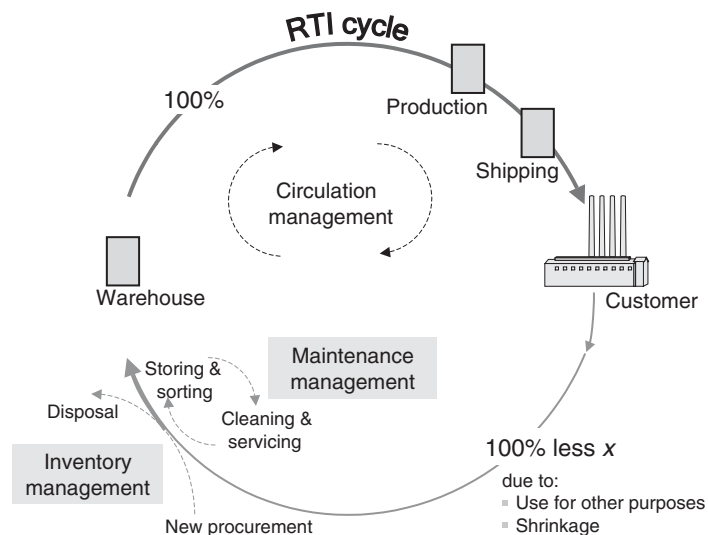 RTI cycle
100%
Production
Shipping
Circulation
management
Warehouse
Customer
Maintenance
management
Storing &
sorting
Disposal
Cleaning &
servicing
Inventory
management
New procurement
100% less x
due to:
Use for other purposes
Shrinkage